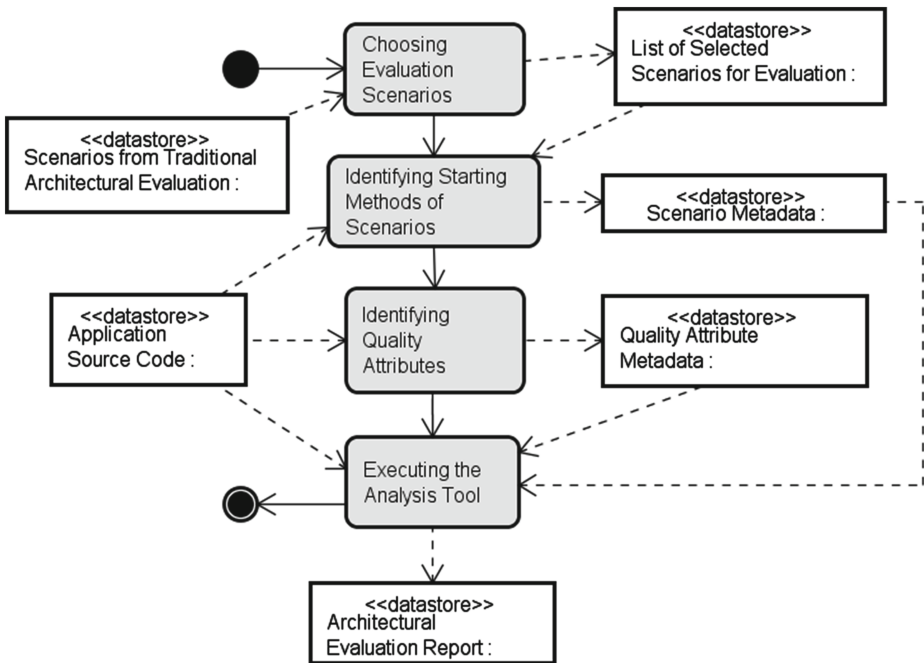 Choosing
Evaluation
Scenarios
<<datastore>>
List of Selected
Scenarios for Evaluation :
<<datastore>>
Scenarios from Traditional
Architectural Evaluation :
Identifying Starting
Methods of
Scenarios
<<datastore>>
Scenario Metadata :
<<datastore>>
Application
Source Code :
Identifying
Quality
Attributes
<<datastore>>
Quality Attribute
Metadata :
Executing the
Analysis Tool
<<datastore>>
Architectural
Evaluation Report :